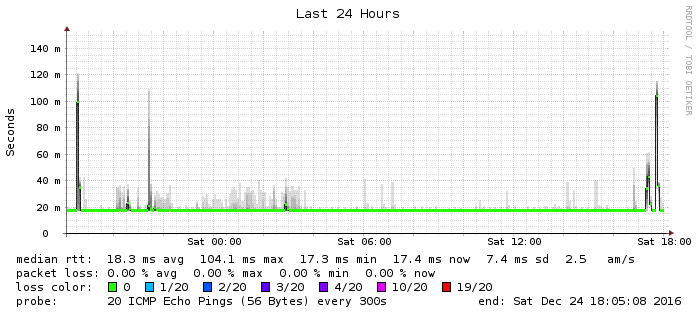 Last 24 Hours
RRDTOOL / TOBI OETIKER
Seconds
140 m
120 m
100 m
80 m
60 m
40 m
20 m
0
Sat 00:00 Sat 06:00 Sat 12:00 Sat 18:00
median rtt: 18.3 ms avg 104.1 ms max 17.3 ms min 17.4 ms now 7.4 ms sd 2.5 am/s
packet loss: 0.00 % avg 0.00 % max 0.00 % min 0.00 % now
loss color: 0 1/20 2/20 3/20 4/20 10/20 19/20
probe: 20 ICMP Echo Pings (56 Bytes) every 300s end: Sat Dec 24 18:05:08 2016